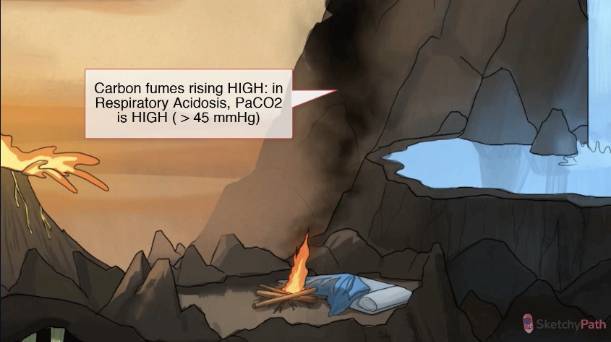 Carbon fumes rising HIGH: in
Respiratory Acidosis, PaCO2
is HIGH ( > 45 mmHg)
SketchyPath